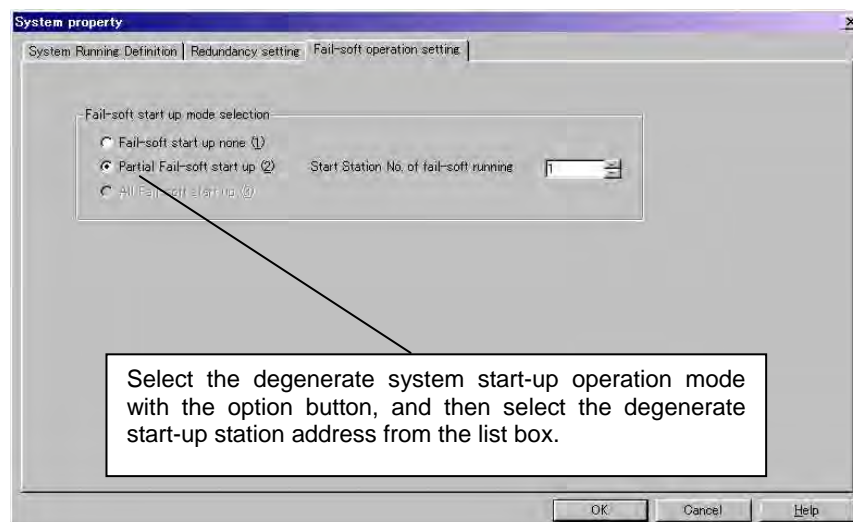 System property
System Running Definition Redundancy setting Fail-soft operation setting
Fail-soft start up mode selection
Fail-soft start up none (1)
Partial Fail-soft start up (2) Start Station No. of fail-soft running 1
All Fail-soft start up (3)
Select the degenerate system start-up operation mode
with the option button, and then select the degenerate
start-up station address from the list box.
OK Cancel Help